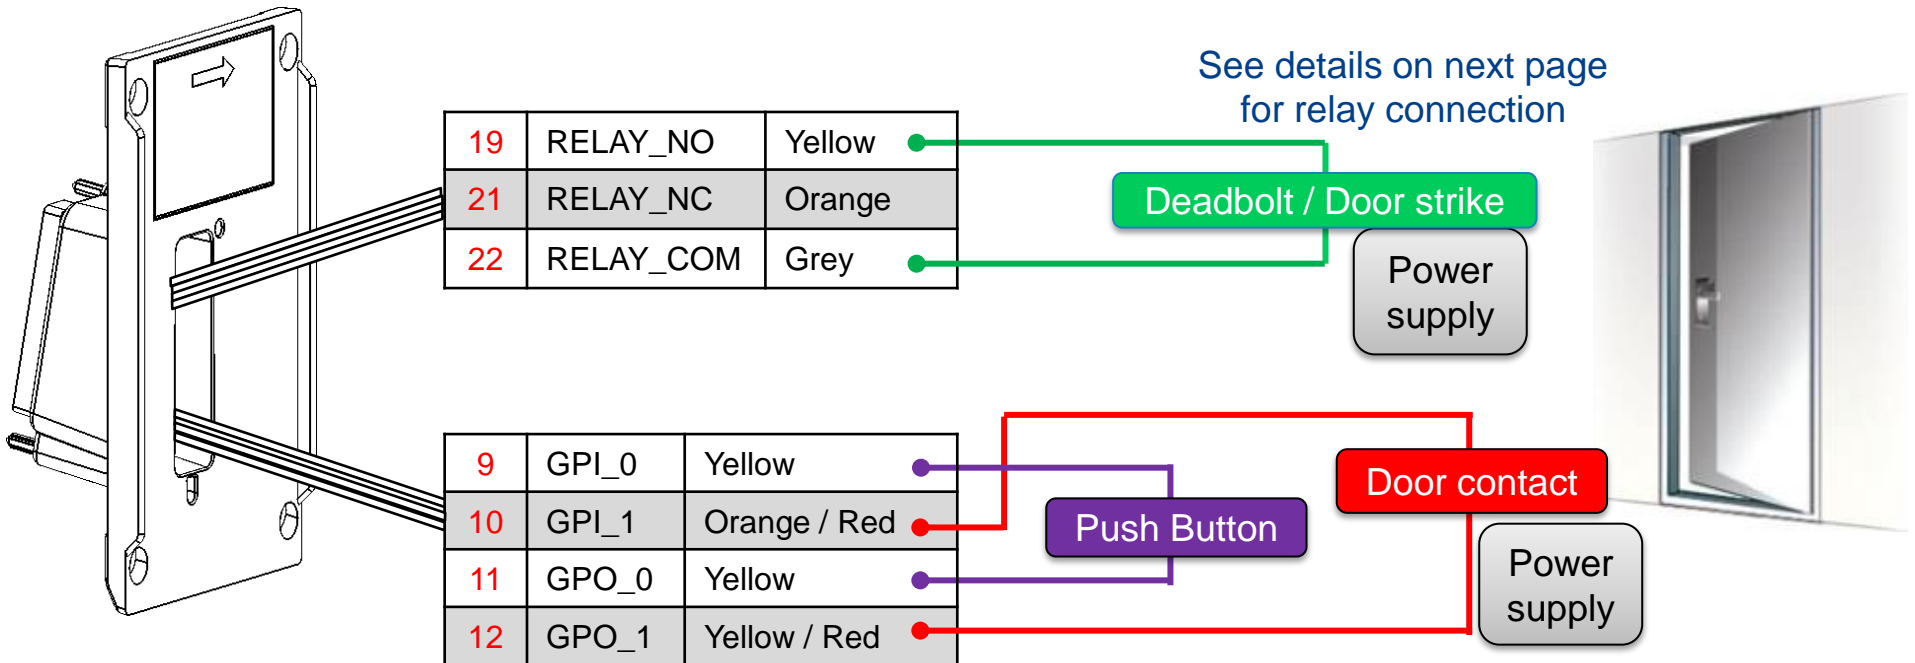 See details on next page
for relay connection
19 RELAY_NO Yellow
21 RELAY_NC Orange
22 RELAY_COM Grey
Deadbolt / Door strike
Power
supply
9 GPI_0 Yellow
10 GPI_1 Orange / Red
11 GPO_0 Yellow
12 GPO_1 Yellow / Red
Push Button
Door contact
Power
supply